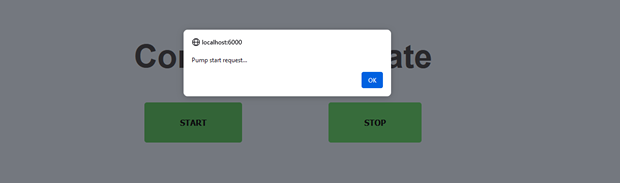 localhost:6000
Pump start request...
OK
START
STOP